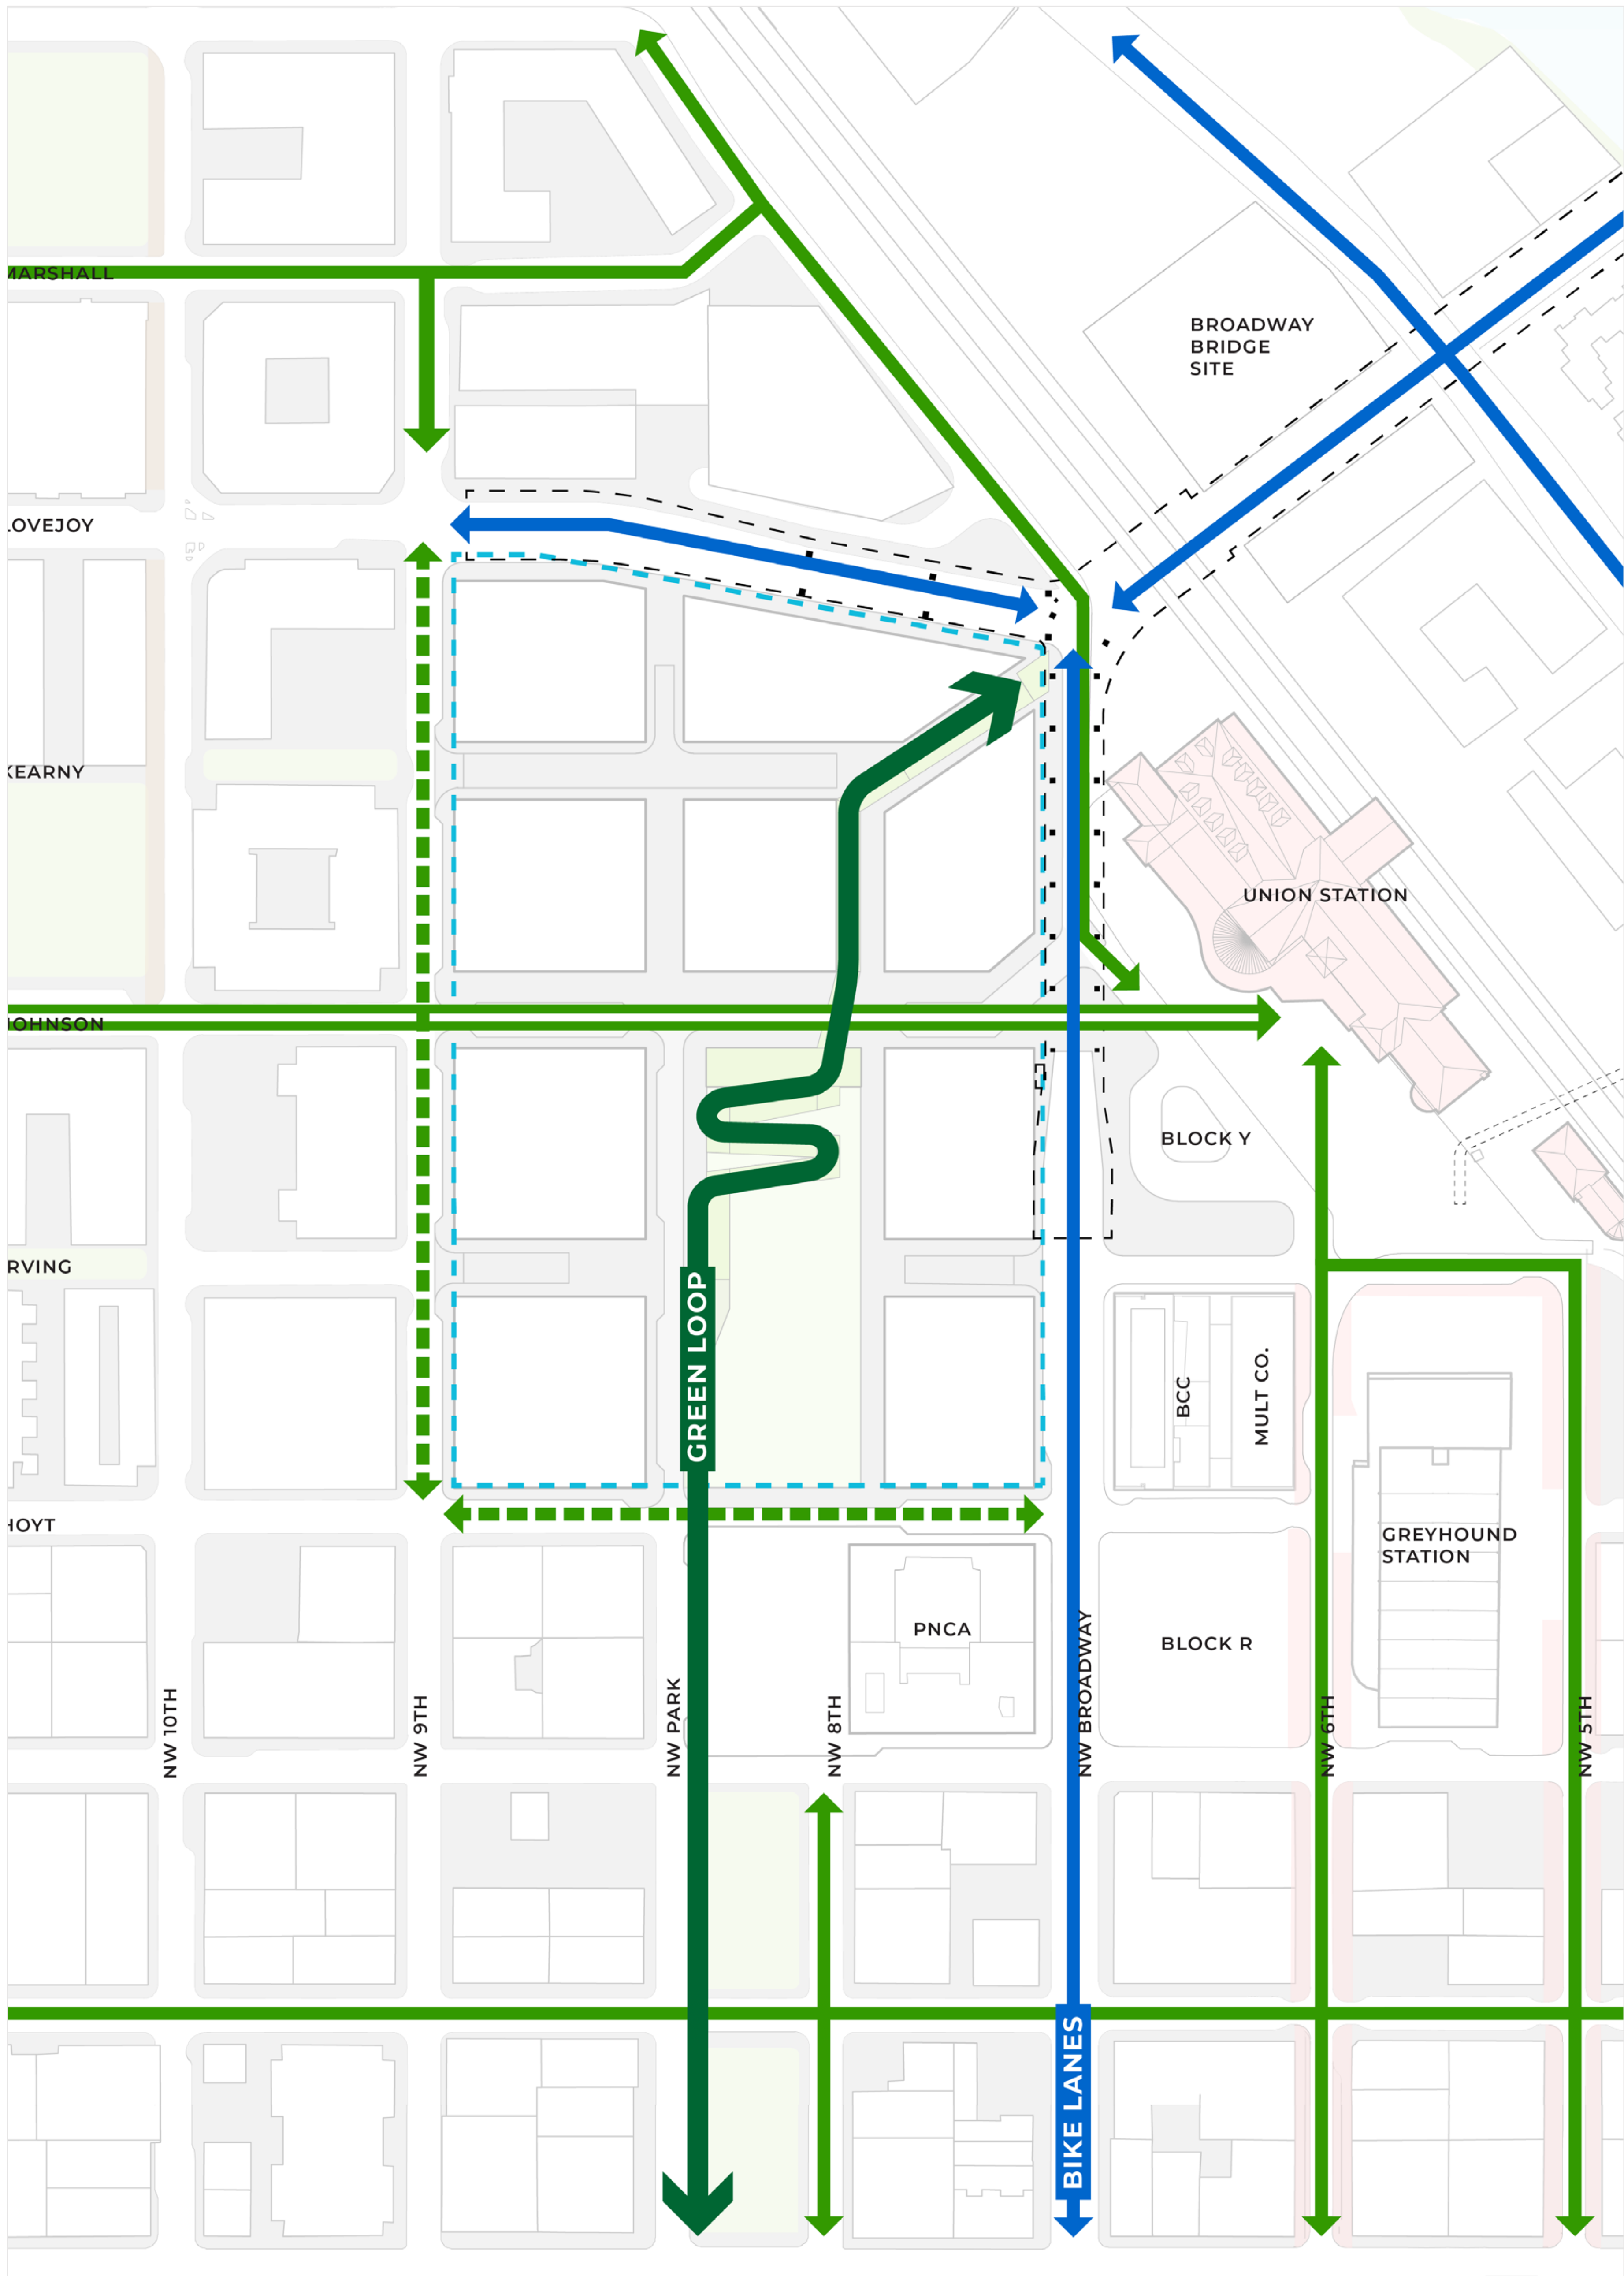 MARSHALL
BROADWAY
BRIDGE
SITE
LOVEJOY
KEARNY
UNION STATION
JOHNSON
BLOCK Y
RVING
GREEN LOOP
BCC
MULT CO.
HOYT
GREYHOUND
STATION
PNCA
BLOCK R
NW 10TH
NW 9TH
NW PARK
NW 8TH
NW BROADWAY
NW 6TH
NW 5TH
BIKE LANES